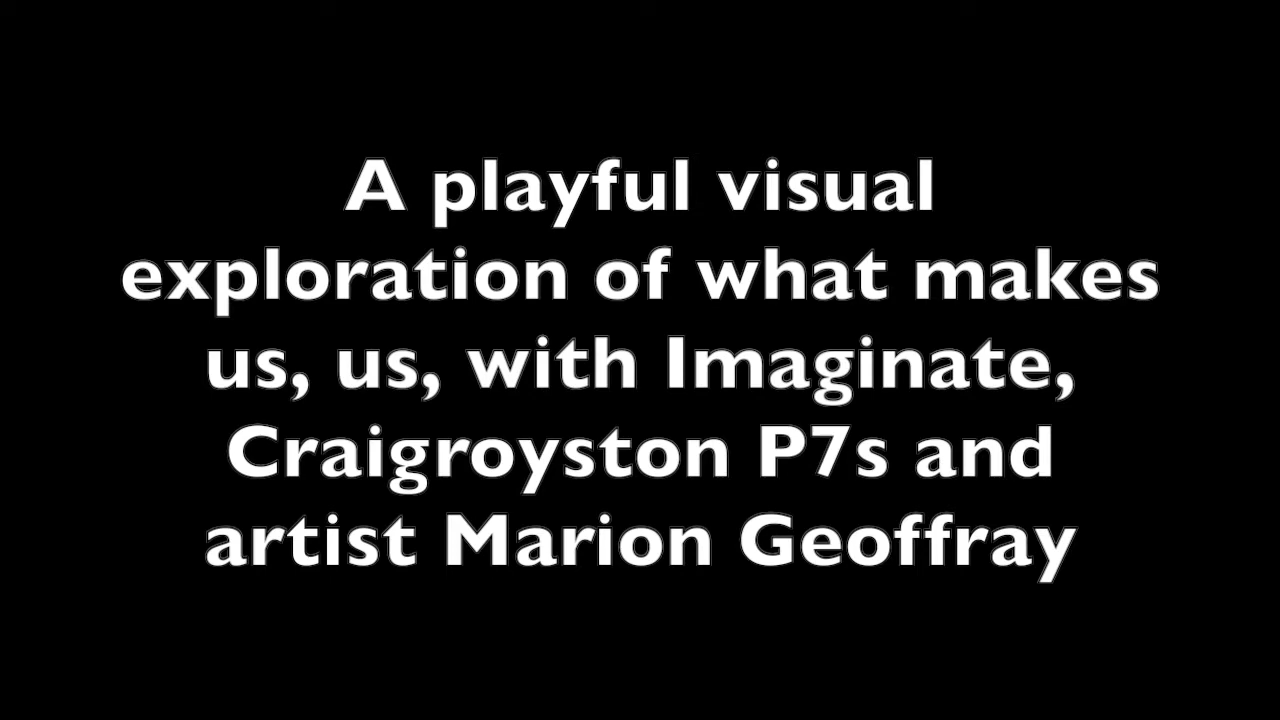 A playful visual
exploration of what makes
us, us, with Imaginate,
Craigroyston P7s and
artist Marion Geoffray